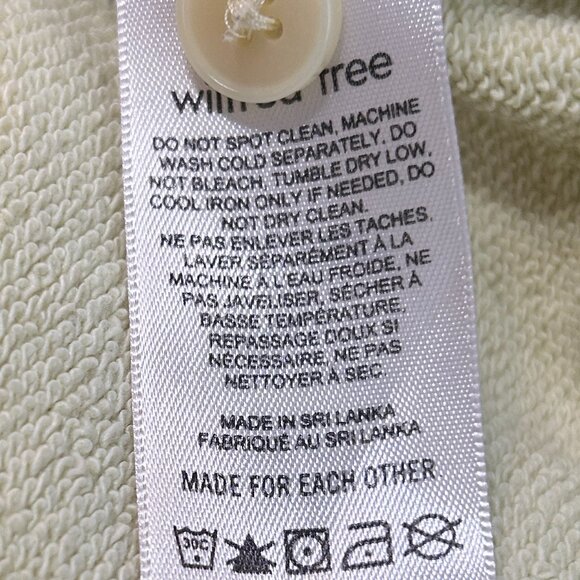 free
DO NOT SPOT CLEAN, MACHINE
WASH COLD SEPARATELY, DO
NOT BLEACH, TUMBLE DRY LOW,
COOL IRON ONLY IF NEEDED, DO
NOT DRY CLEAN.
NE PAS ENLEVER LES TACHES,
LAVER SÉPARÉMENT À LA
MACHINE À L'EAU FROIDE, NE
PAS JAVELISER, SÉCHER À
BASSE TEMPÉRATURE,
REPASSAGE DOUX SI
NÉCESSAIRE, NE PAS
NETTOYER À SEC
MADE IN SRI LANKA
FABRIQUÉ AU SRI LANKA
MADE FOR EACH OTHER
30C